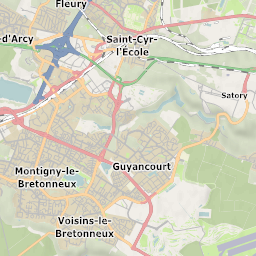 Fleury
d'Arcy
Saint-Cyr-
l'École
Satory
Guyancourt
Montigny-le-
Bretonneux
Voisins-le-
Bretonneux